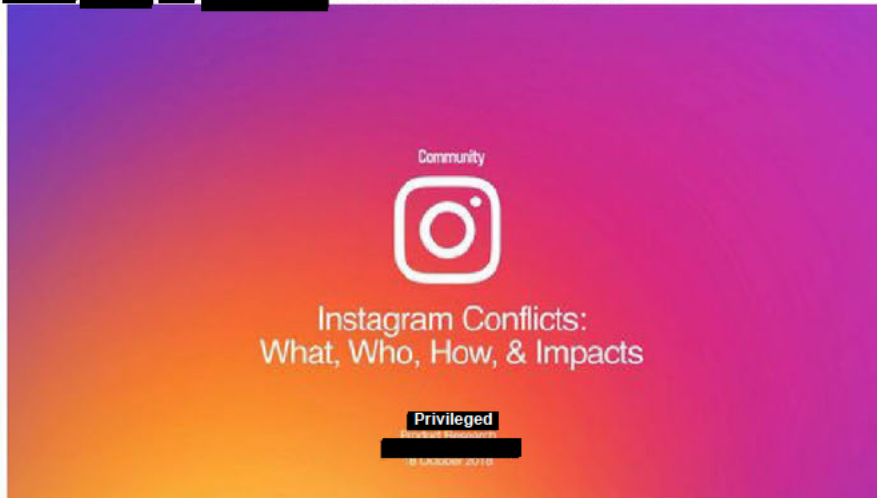 Community
Instagram Conflicts:
What, Who, How, & Impacts
Privileged
Product Research
8 October 2018